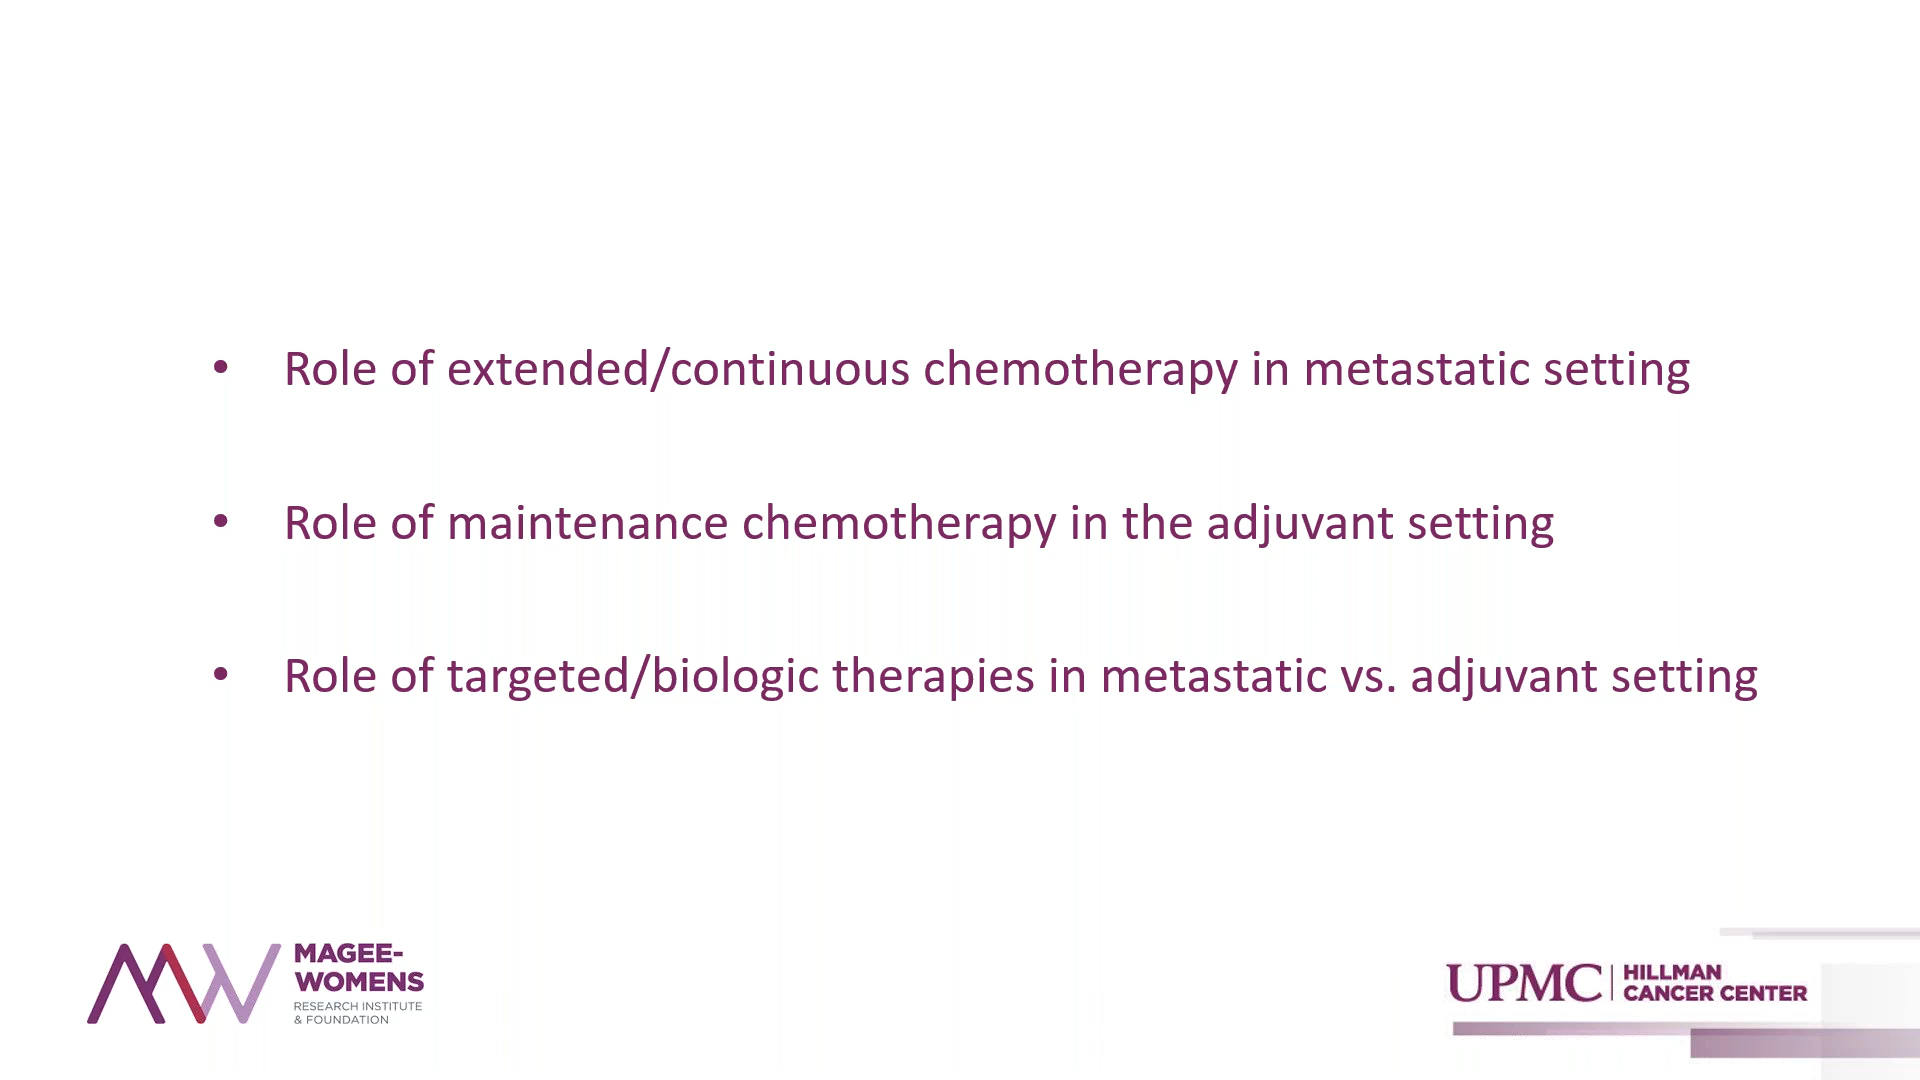 • Role of extended/continuous chemotherapy in metastatic setting
• Role of maintenance chemotherapy in the adjuvant setting
• Role of targeted/biologic therapies in metastatic vs. adjuvant setting
MAGEE-
WOMENS
RESEARCH INSTITUTE
& FOUNDATION
UPMC | HILLMAN
CANCER CENTER